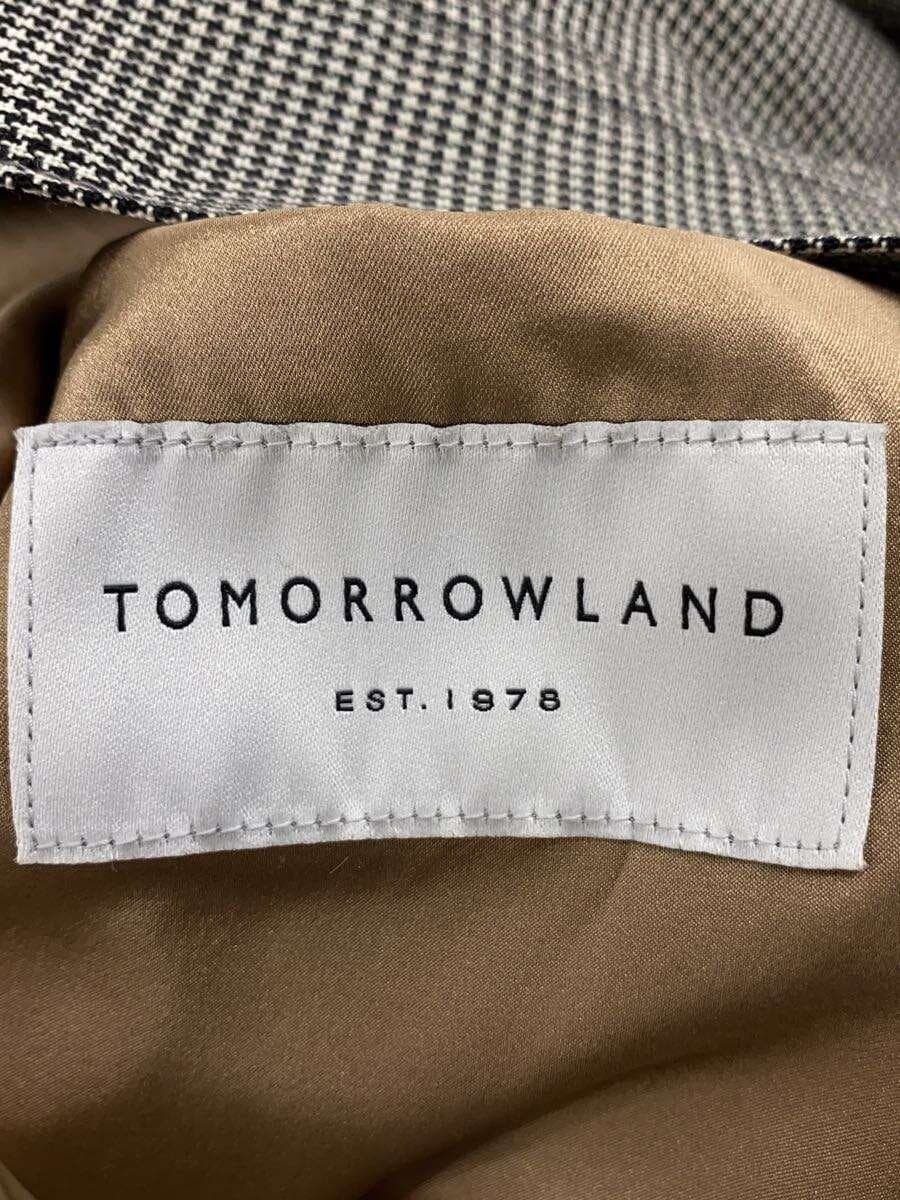 TOMORROWLAND
EST. 1978